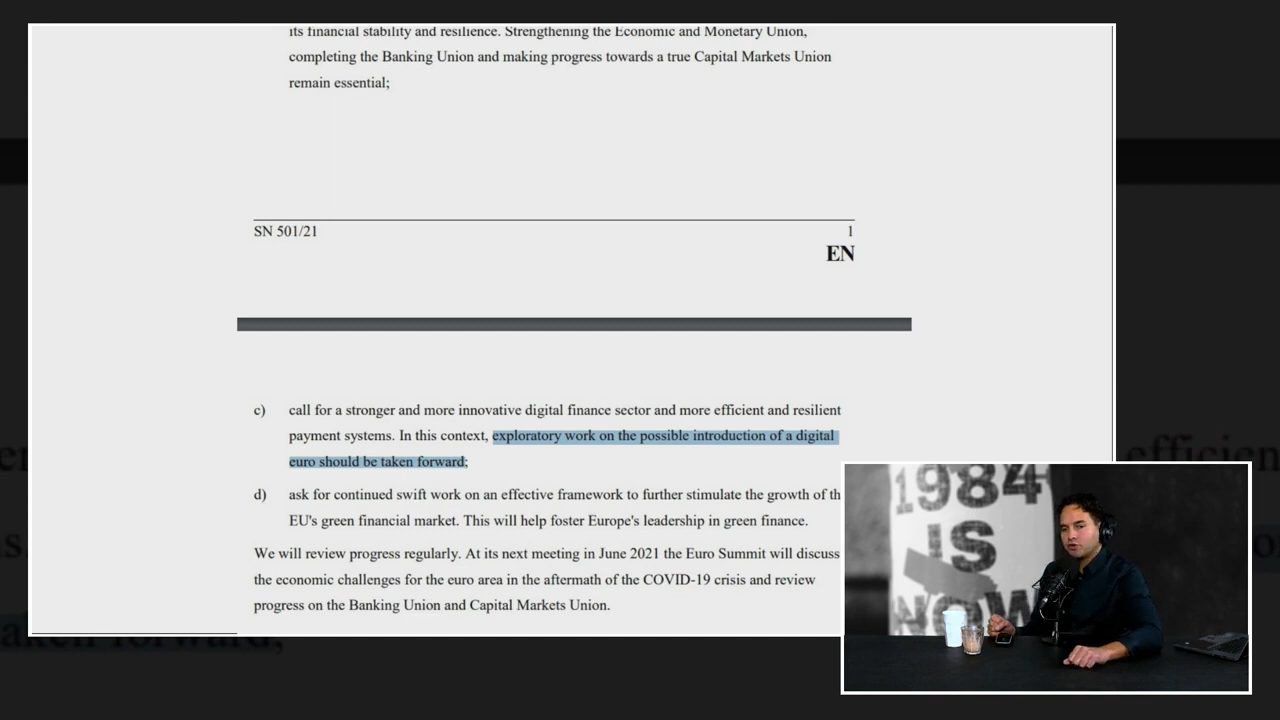 its financial stability and resilience. Strengthening the Economic and Monetary Union,
completing the Banking Union and making progress towards a true Capital Markets Union
remain essential;
SN 501/21 1
EN
c) call for a stronger and more innovative digital finance sector and more efficient and resilient
payment systems. In this context, exploratory work on the possible introduction of a digital
euro should be taken forward;
d) ask for continued swift work on an effective framework to further stimulate the growth of th
EU's green financial market. This will help foster Europe's leadership in green finance.
We will review progress regularly. At its next meeting in June 2021 the Euro Summit will discuss
the economic challenges for the euro area in the aftermath of the COVID-19 crisis and review
progress on the Banking Union and Capital Markets Union.
1984
IS
NOW
efficien
taken forward;